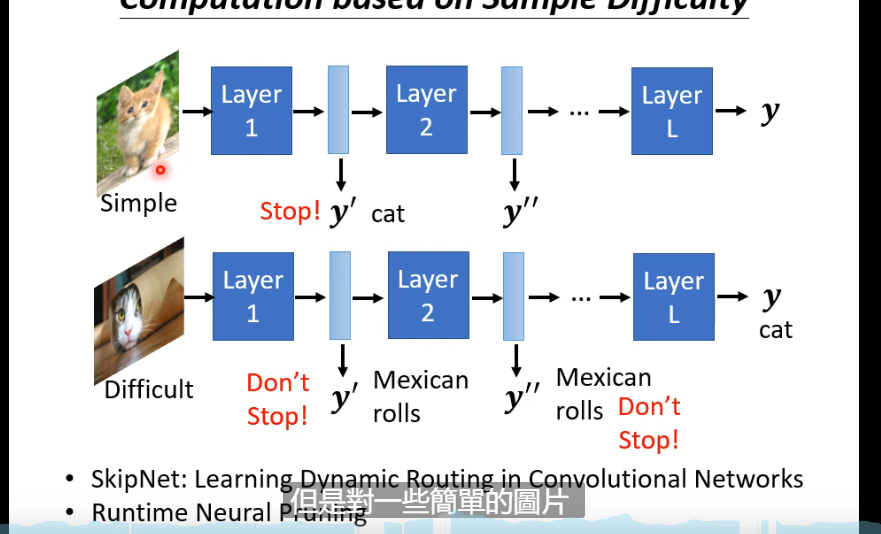 Computation based on Sample Difficulty
Layer 1
Layer 2
...
Layer L
y
Simple
Stop! y′ cat
y′′
Layer 1
Layer 2
...
Layer L
y
cat
Difficult
Don’t Stop!
y′
Mexican rolls
y′′
Mexican rolls
Don’t Stop!
• SkipNet: Learning Dynamic Routing in Convolutional Networks
• Runtime Neural Pruning
但是對一些簡單的圖片